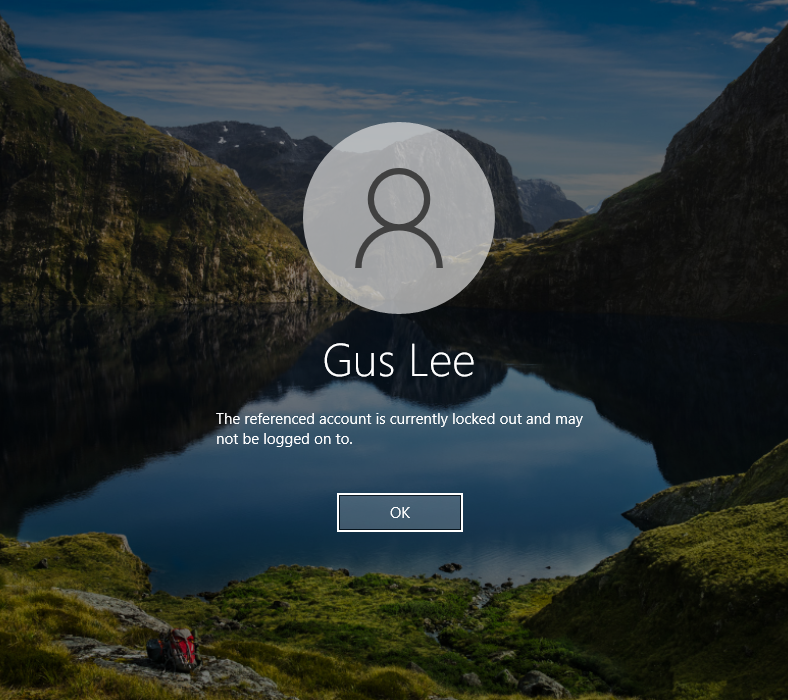 Gus Lee
The referenced account is currently locked out and may
not be logged on to.
OK